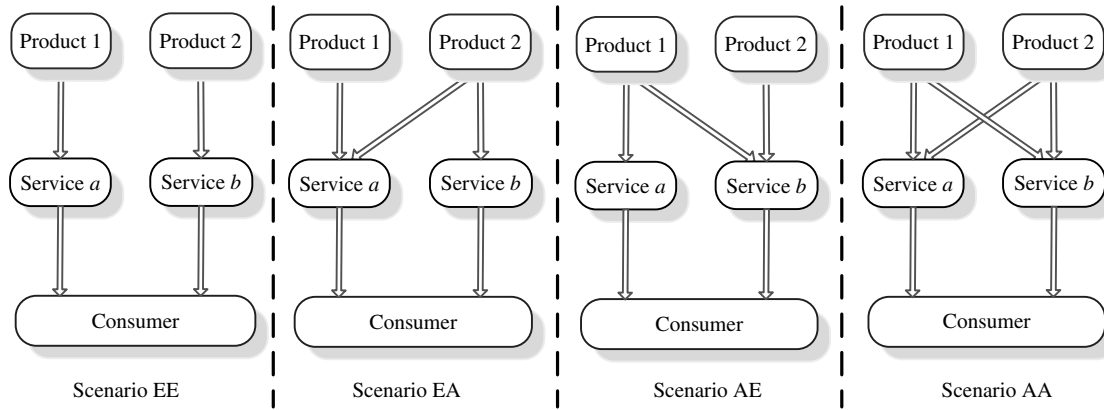 Product 1 Product 2 Product 1 Product 2 Product 1 Product 2 Product 1 Product 2
Service a Service b Service a Service b Service a Service b Service a Service b
Consumer Consumer Consumer Consumer
Scenario EE Scenario EA Scenario AE Scenario AA